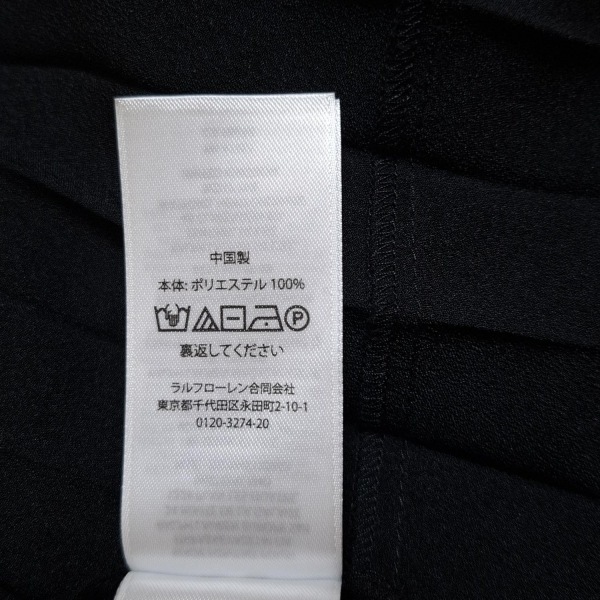 中国製
本体: ポリエステル 100%
P
裏返してください
ラルフローレン合同会社
東京都千代田区永田町2-10-1
0120-3274-20